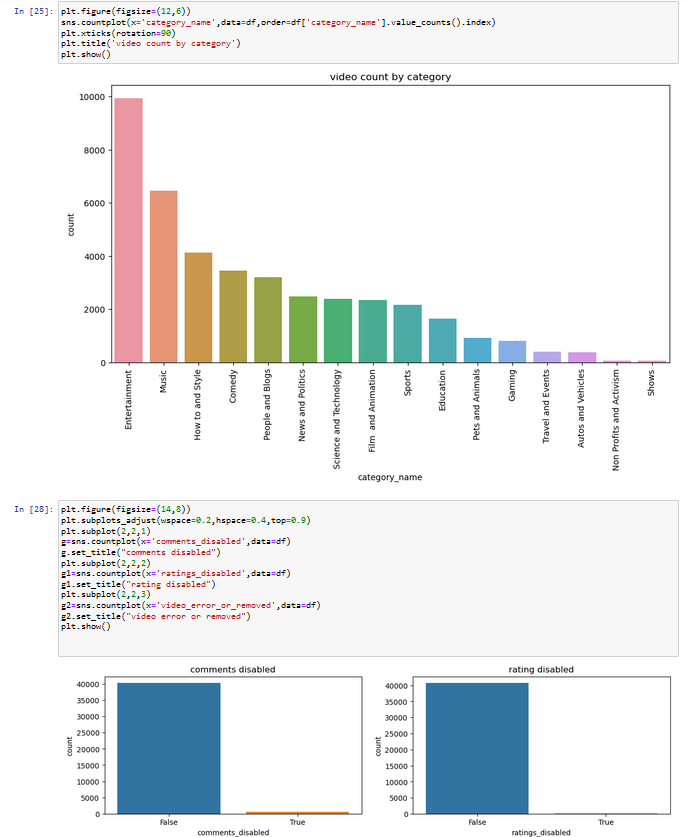 In [25]:
plt.figure(figsize=(12,6))
sns.countplot(x='category_name',data=df,order=df['category_name'].value_counts().index)
plt.xticks(rotation=90)
plt.title('video count by category')
plt.show()
video count by category
10000
8000
6000
4000
2000
0
count
Entertainment
Music
How to and Style
Comedy
People and Blogs
News and Politics
Science and Technology
Film  and Animation
Sports
Education
Pets and Animals
Gaming
Travel and Events
Autos and Vehicles
Non Profits and Activism
Shows
category_name
In [28]:
plt.figure(figsize=(14,8))
plt.subplots_adjust(wspace=0.2,hspace=0.4,top=0.9)
plt.subplot(2,2,1)
g=sns.countplot(x='comments_disabled',data=df)
g.set_title("comments disabled")
plt.subplot(2,2,2)
g1=sns.countplot(x='ratings_disabled',data=df)
g1.set_title("rating disabled")
plt.subplot(2,2,3)
g2=sns.countplot(x='video_error_or_removed',data=df)
g2.set_title("video error or removed")
plt.show()
comments disabled
40000
35000
30000
25000
20000
15000
10000
5000
0
count
False
True
comments_disabled
rating disabled
40000
35000
30000
25000
20000
15000
10000
5000
0
count
False
True
ratings_disabled